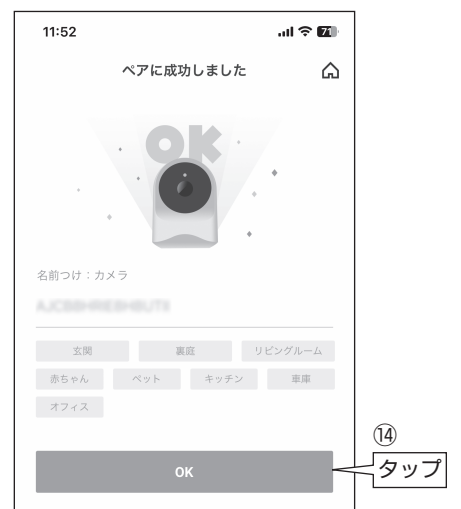 11:52 71
ペアに成功しました
OK
名前つけ：カメラ
玄関 裏庭 リビングルーム
赤ちゃん ペット キッチン 車庫
オフィス
⑭
OK タップ